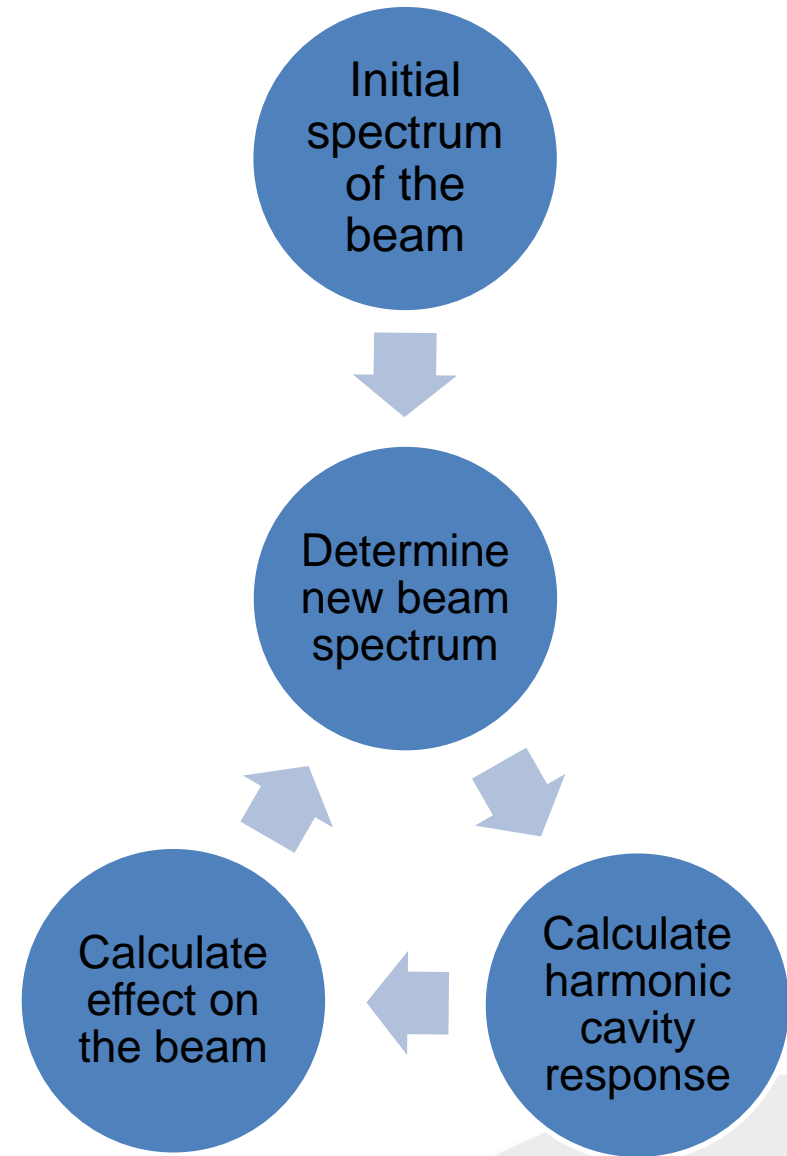 Initial
spectrum
of the
beam
Determine
new beam
spectrum
Calculate
harmonic
cavity
response
Calculate
effect on
the beam